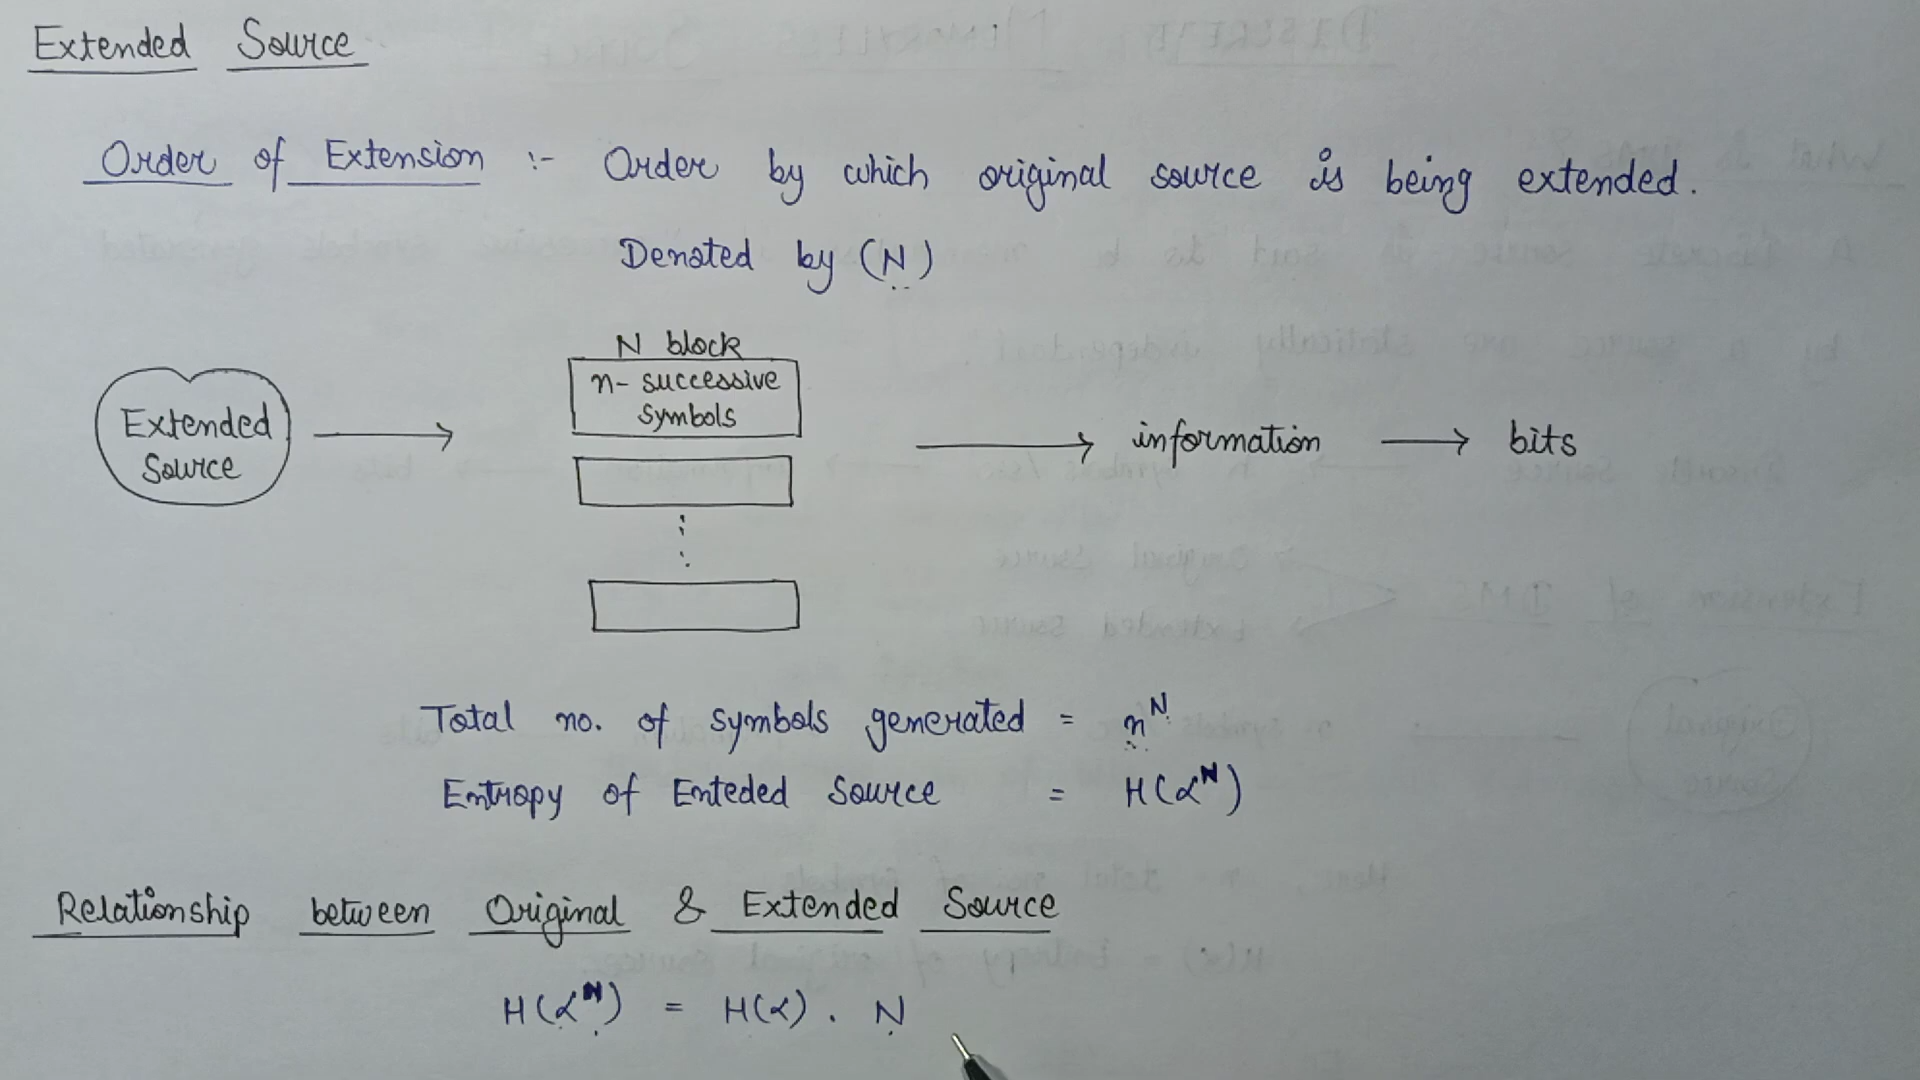 Extended Source
Order of Extension :- Order by which original source is being extended.
Denoted by (N)
N block
n- successive
symbols
Extended
Source
information
bits
Total no. of symbols generated = n^N
Entropy of Enteded Source = H(α^N)
Relationship between Original & Extended Source
H(α^N) = H(α) . N